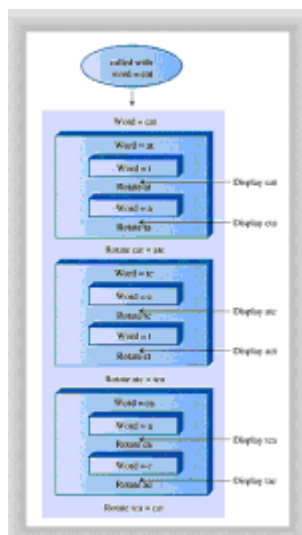 called with
word = cat
Word = cat
Word = at
Word = t
Rotate at
Display cat
Word = a
Rotate ta
Display cta
Rotate cat = atc
Word = tc
Word = c
Rotate tc
Display atc
Word = t
Rotate ct
Display act
Rotate atc = tca
Word = ca
Word = a
Rotate ca
Display tca
Word = c
Rotate ac
Display tac
Rotate tca = cat